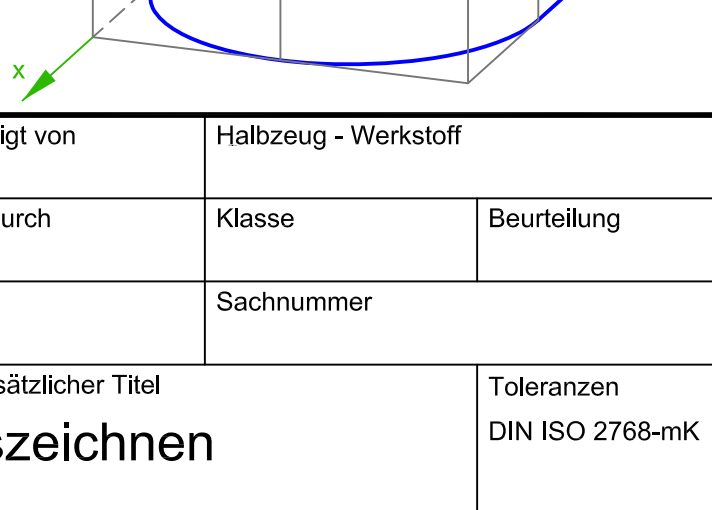 x
igt von
Halbzeug - Werkstoff
urch
Klasse
Beurteilung
Sachnummer
sätzlicher Titel
szeichnen
Toleranzen
DIN ISO 2768-mK